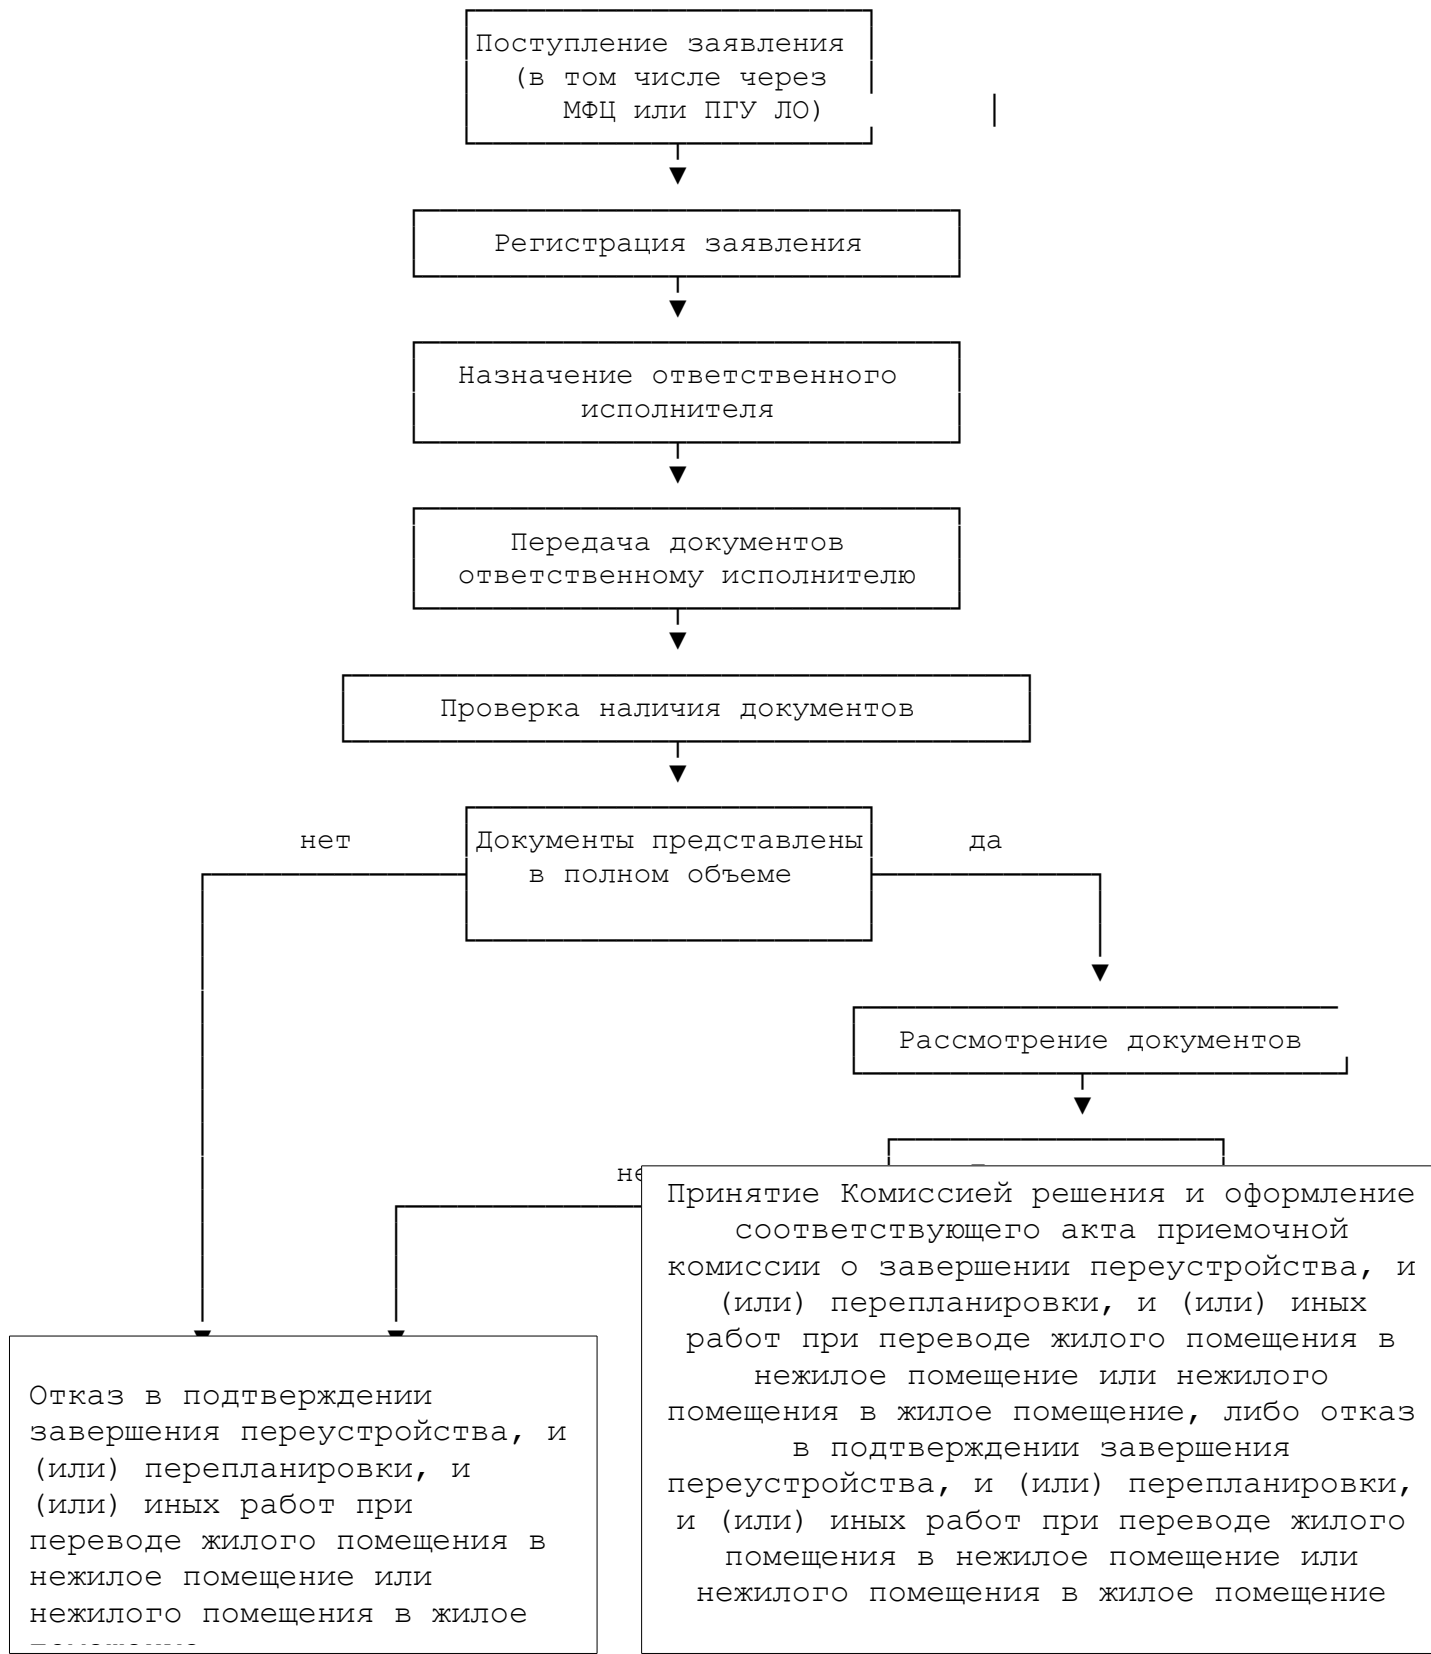 Поступление заявления
(в том числе через
МФЦ или ПГУ ЛО)
Регистрация заявления
Назначение ответственного
исполнителя
Передача документов
ответственному исполнителю
Проверка наличия документов
нет
Документы представлены
в полном объеме
да
Рассмотрение документов
Принятие Комиссией решения и оформление
соответствующего акта приемочной
комиссии о завершении переустройства, и
(или) перепланировки, и (или) иных
работ при переводе жилого помещения в
нежилое помещение или нежилого
помещения в жилое помещение, либо отказ
в подтверждении завершения
переустройства, и (или) перепланировки,
и (или) иных работ при переводе жилого
помещения в нежилое помещение или
нежилого помещения в жилое помещение
Отказ в подтверждении
завершения переустройства, и
(или) перепланировки, и
(или) иных работ при
переводе жилого помещения в
нежилое помещение или
нежилого помещения в жилое